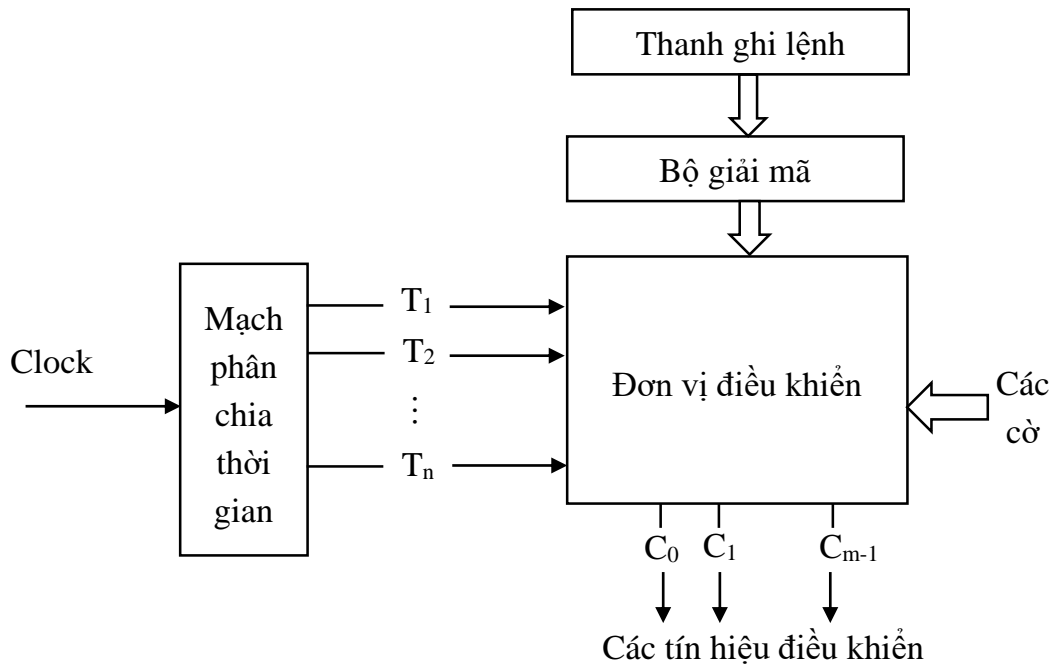 Thanh ghi lệnh
Bộ giải mã
Clock
Mạch
phân
chia
thời
gian
T₁
T₂
⋮
Tₙ
Đơn vị điều khiển
Các
cờ
C₀ C₁ Cₘ₋₁
Các tín hiệu điều khiển